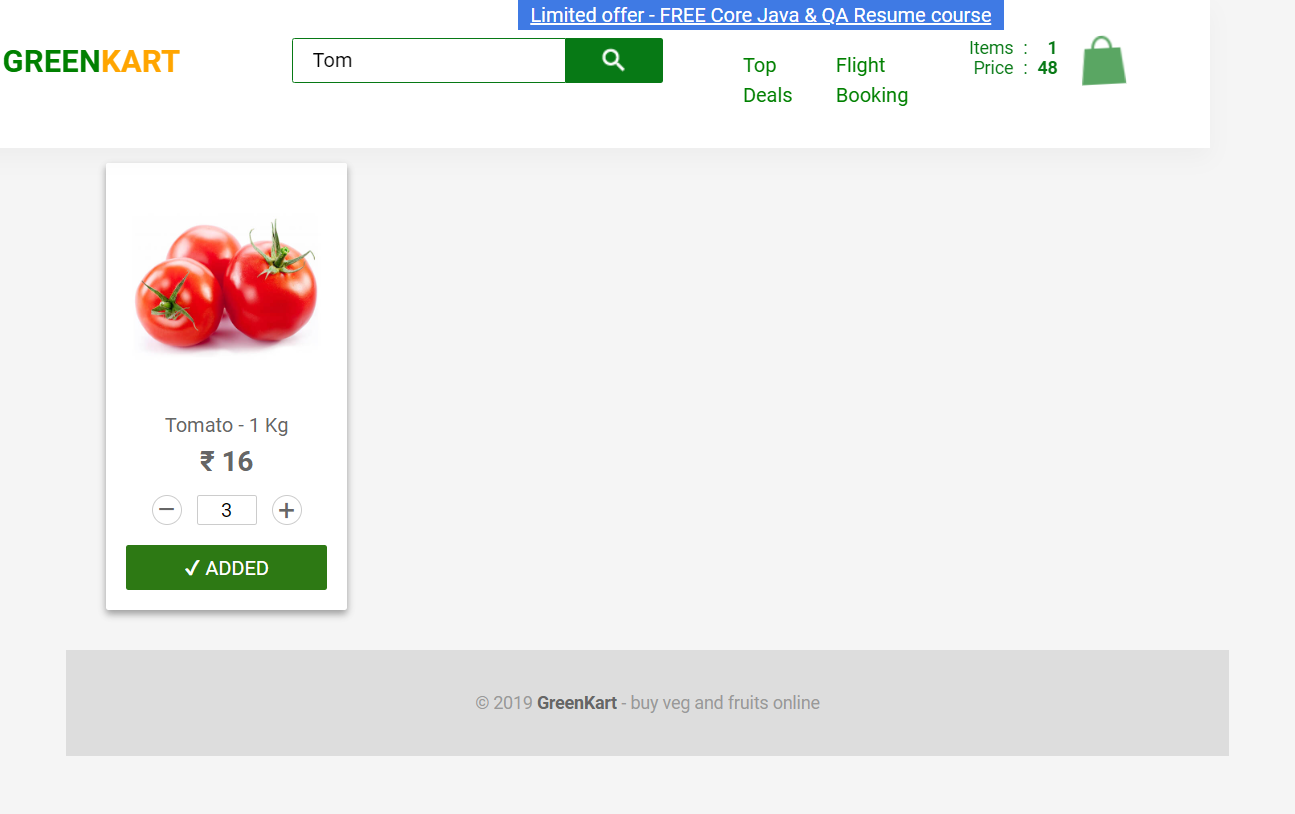 Limited offer - FREE Core Java & QA Resume course
GREENKART
Tom
Top
Deals
Flight
Booking
Items : 1
Price : 48
Tomato - 1 Kg
₹ 16
− 3 +
✓ ADDED
© 2019 GreenKart - buy veg and fruits online